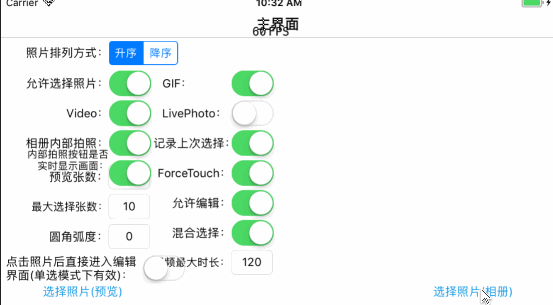 Carrier 10:32 AM
主界面
60 FPS
照片排列方式: 升序 降序
允许选择照片: GIF:
Video: LivePhoto:
相册内部拍照: 记录上次选择:
内部拍照按钮是否
实时显示画面:
预览张数: ForceTouch:
最大选择张数: 10 允许编辑:
圆角弧度: 0 混合选择:
点击照片后直接进入编辑 频最大时长: 120
界面(单选模式下有效):
选择照片(预览) 选择照片(相册)